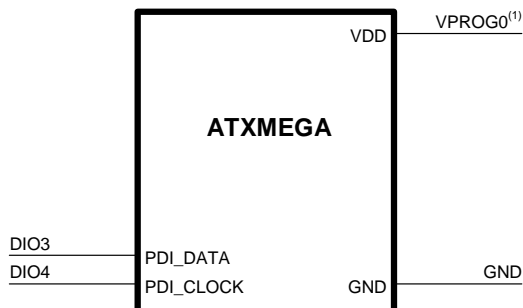 VPROG0(1)
VDD
ATXMEGA
DIO3
PDI_DATA
DIO4
PDI_CLOCK
GND
GND